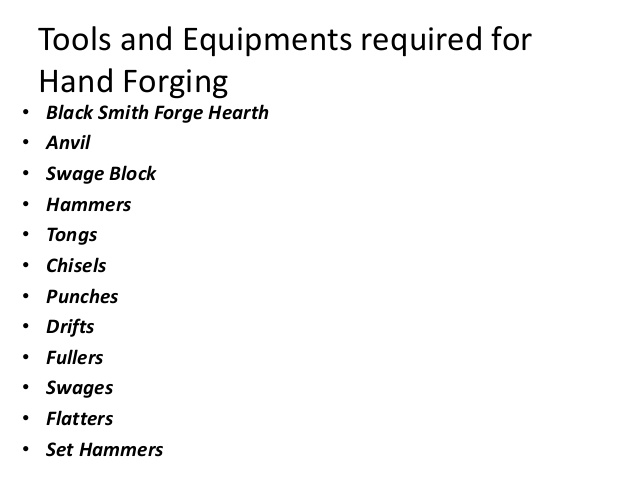 Tools and Equipments required for
Hand Forging
• Black Smith Forge Hearth
• Anvil
• Swage Block
• Hammers
• Tongs
• Chisels
• Punches
• Drifts
• Fullers
• Swages
• Flatters
• Set Hammers